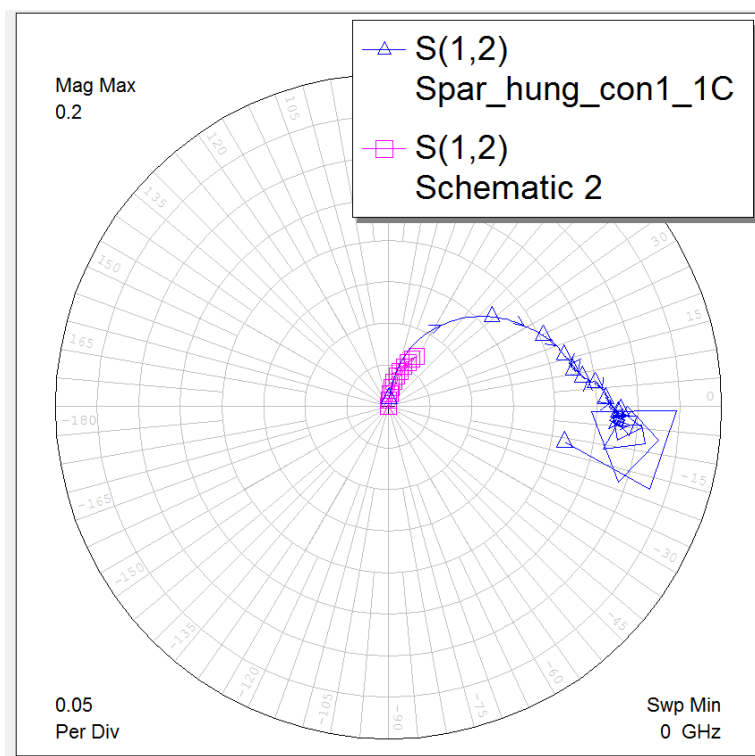 S(1,2)
Spar_hung_con1_1C
S(1,2)
Schematic 2
Mag Max
0.2
105
120
135
150
165
-180
-165
-150
-135
-120
-105
-90
-75
-60
-45
-30
-15
0
15
30
0.05
Per Div
Swp Min
0 GHz